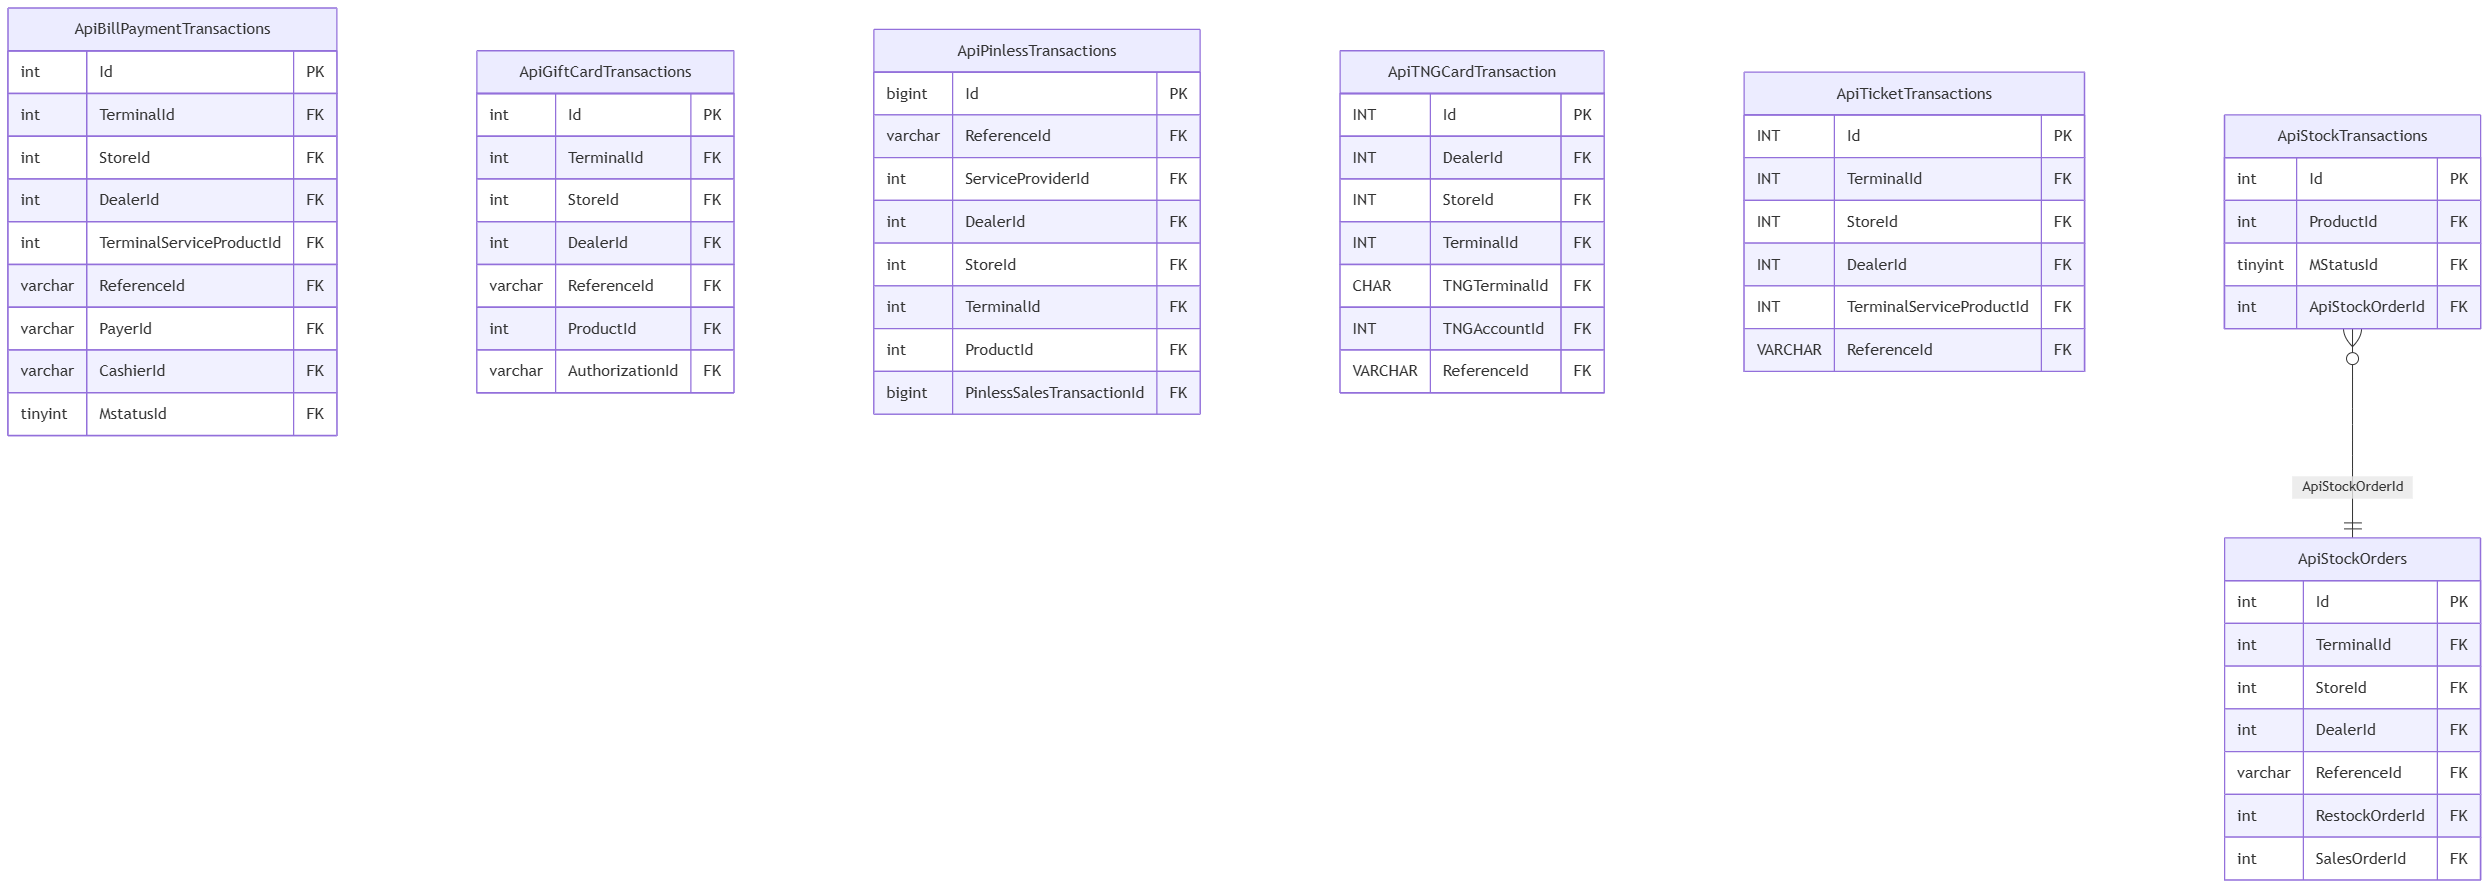 ApiBillPaymentTransactions
int Id PK
int TerminalId FK
int StoreId FK
int DealerId FK
int TerminalServiceProductId FK
varchar ReferenceId FK
varchar PayerId FK
varchar CashierId FK
tinyint MstatusId FK
ApiGiftCardTransactions
int Id PK
int TerminalId FK
int StoreId FK
int DealerId FK
varchar ReferenceId FK
int ProductId FK
varchar AuthorizationId FK
ApiPinlessTransactions
bigint Id PK
varchar ReferenceId FK
int ServiceProviderId FK
int DealerId FK
int StoreId FK
int TerminalId FK
int ProductId FK
bigint PinlessSalesTransactionId FK
ApiTNGCardTransaction
INT Id PK
INT DealerId FK
INT StoreId FK
INT TerminalId FK
CHAR TNGTerminalId FK
INT TNGAccountId FK
VARCHAR ReferenceId FK
ApiTicketTransactions
INT Id PK
INT TerminalId FK
INT StoreId FK
INT DealerId FK
INT TerminalServiceProductId FK
VARCHAR ReferenceId FK
ApiStockTransactions
int Id PK
int ProductId FK
tinyint MStatusId FK
int ApiStockOrderId FK
ApiStockOrderId
ApiStockOrders
int Id PK
int TerminalId FK
int StoreId FK
int DealerId FK
varchar ReferenceId FK
int RestockOrderId FK
int SalesOrderId FK